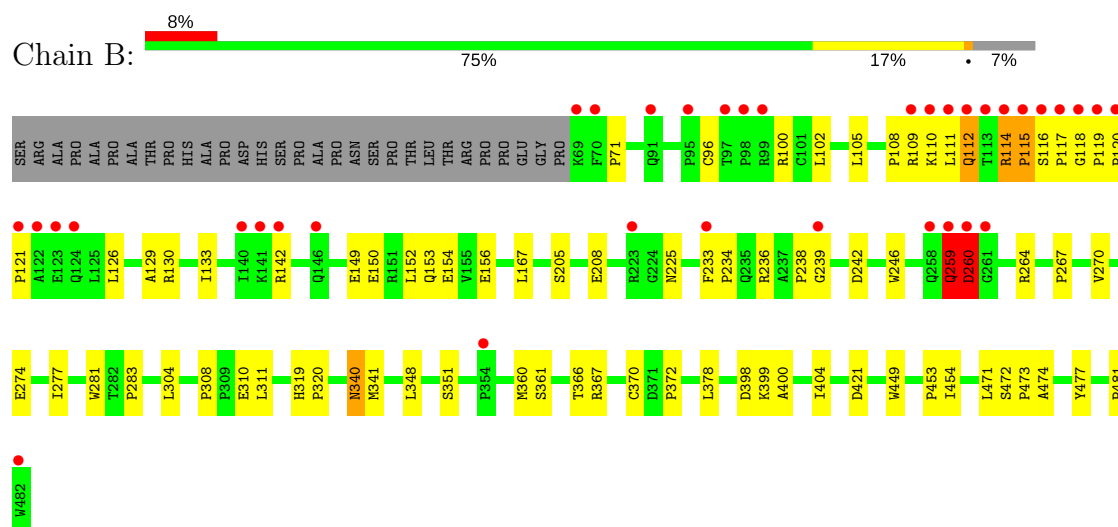 Chain B:
8%
75%
17%
•
7%
SER ARG ALA PRO ALA PRO ALA THR PRO HIS ALA PRO ASP HIS SER PRO ALA PRO ASN SER PRO THR LEU THR ARG PRO PRO GLU GLY PRO K69 F70 P71 Q91 P95 C96 T97 P98 R99 R100 C101 L102 L105 P108 R109 K110 L111 Q112 T113 R114 P115 S116 P117 G118 P119
P121 A122 E123 Q124 L125 L126 A129 R130 I133 I140 K141 R142 Q146 E149 E150 R151 L152 Q153 E154 V155 E156 L167 S205 E208 R223 G224 N225 F233 P234 Q235 R236 A237 P238 G239 D242 W246 Q258 Q259 D260 G261 R264 P267 V270
E274 I277 W281 T282 P283 L304 P308 P309 E310 L311 H319 P320 N340 M341 L348 S351 P354 M360 S361 T366 R367 C370 D371 P372 L378 D398 K399 A400 I404 D421 W449 P453 I454 L471 S472 P473 A474 Y477
W482